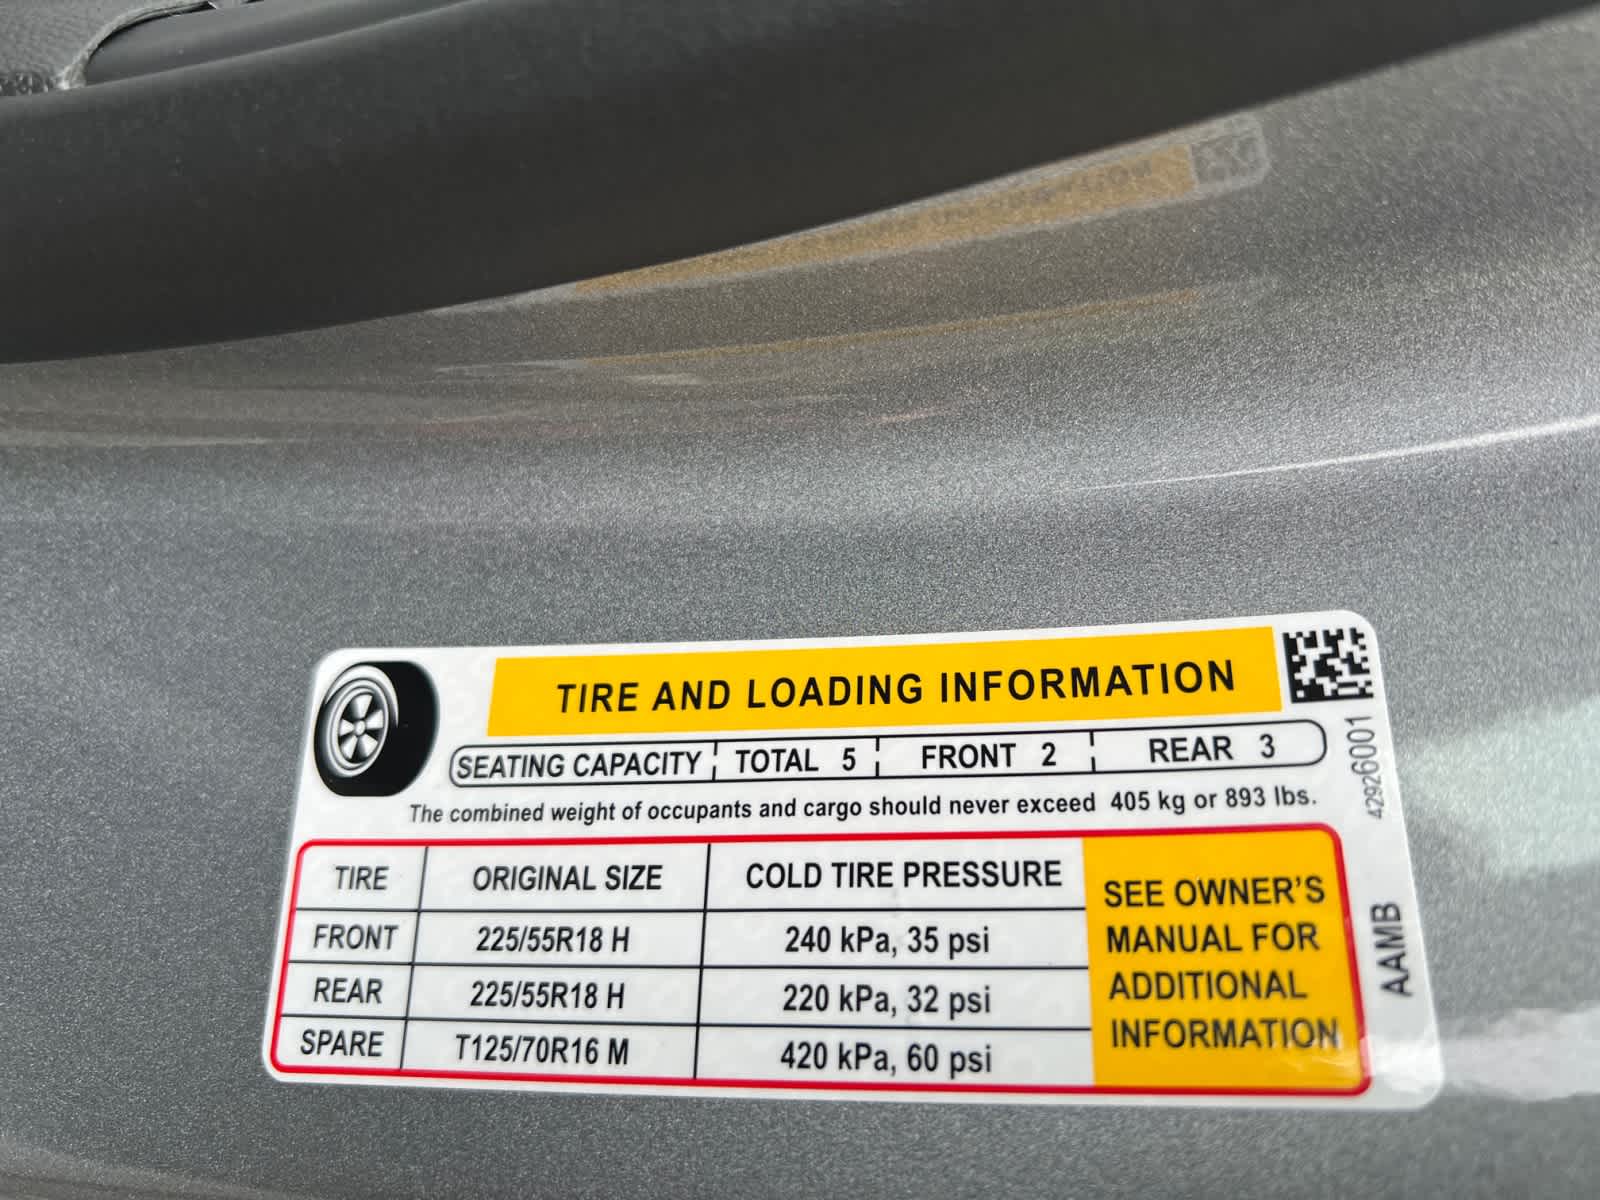 TIRE AND LOADING INFORMATION
SEATING CAPACITY TOTAL 5 FRONT 2 REAR 3
The combined weight of occupants and cargo should never exceed 405 kg or 893 lbs.
TIRE ORIGINAL SIZE COLD TIRE PRESSURE
FRONT 225/55R18 H 240 kPa, 35 psi
REAR 225/55R18 H 220 kPa, 32 psi
SPARE T125/70R16 M 420 kPa, 60 psi
SEE OWNER'S
MANUAL FOR
ADDITIONAL
INFORMATION
42926001
AAMB